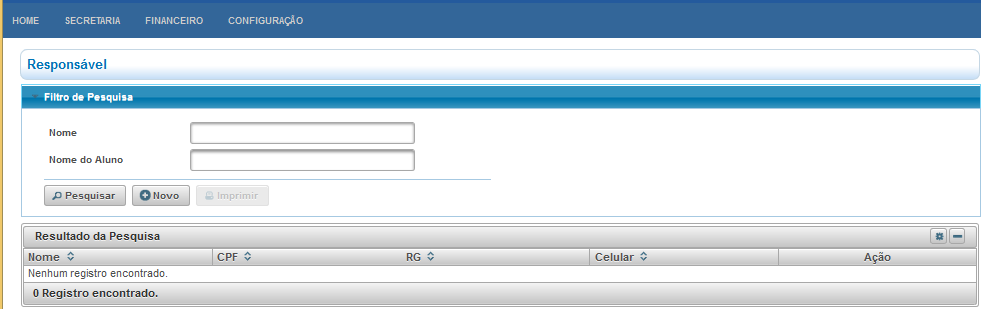 HOME SECRETARIA FINANCEIRO CONFIGURAÇÃO
Responsável
Filtro de Pesquisa
Nome
Nome do Aluno
Pesquisar Novo Imprimir
Resultado da Pesquisa
Nome CPF RG Celular Ação
Nenhum registro encontrado.
0 Registro encontrado.